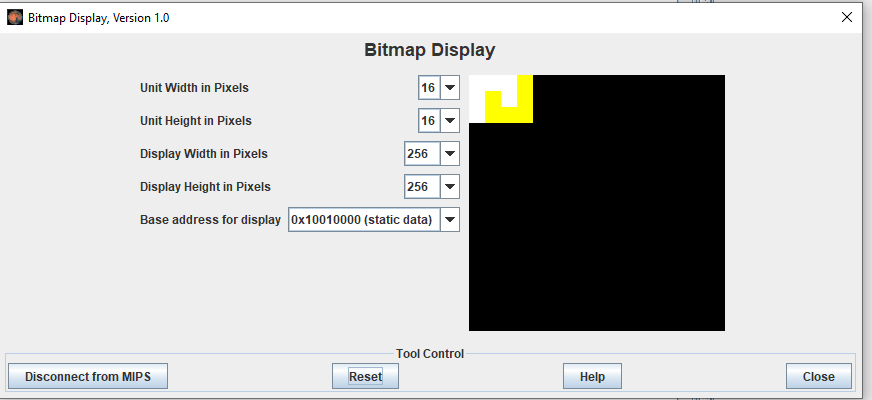 Bitmap Display, Version 1.0
Bitmap Display
Unit Width in Pixels 16
Unit Height in Pixels 16
Display Width in Pixels 256
Display Height in Pixels 256
Base address for display 0x10010000 (static data)
Tool Control
Disconnect from MIPS Reset Help Close